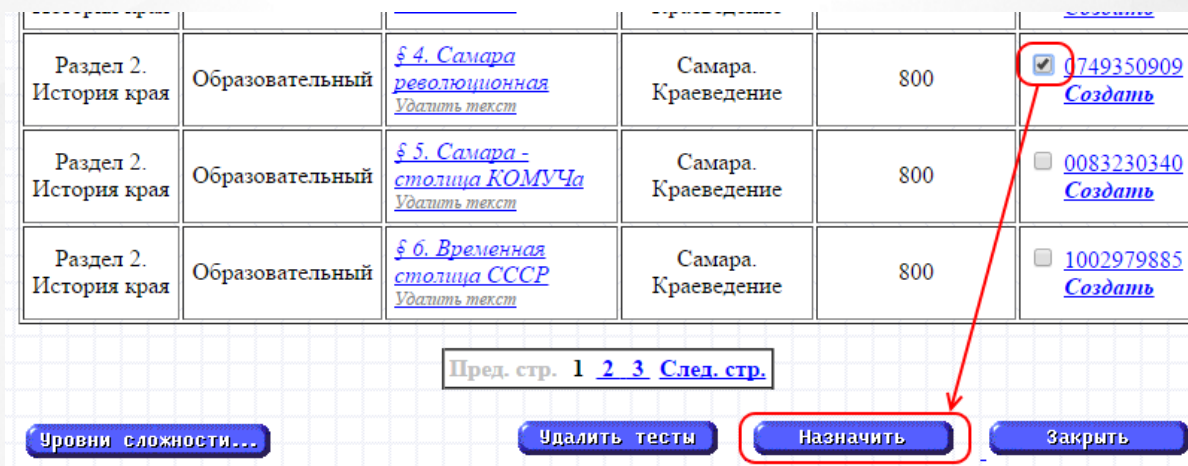 § 4. Самара
Раздел 2.
Образовательный
революционная
Самара.
800
0749350909
История края
Удалить текст
Краеведение
Создать
§ 5. Самара -
Раздел 2.
Образовательный
столица КОМУЧа
Самара.
800
0083230340
История края
Удалить текст
Краеведение
Создать
§ 6. Временная
Раздел 2.
Образовательный
столица СССР
Самара.
800
1002979885
История края
Удалить текст
Краеведение
Создать
Пред. стр. 1 2 3 След. стр.
Уровни сложности... Удалить тесты Назначить Закрыть